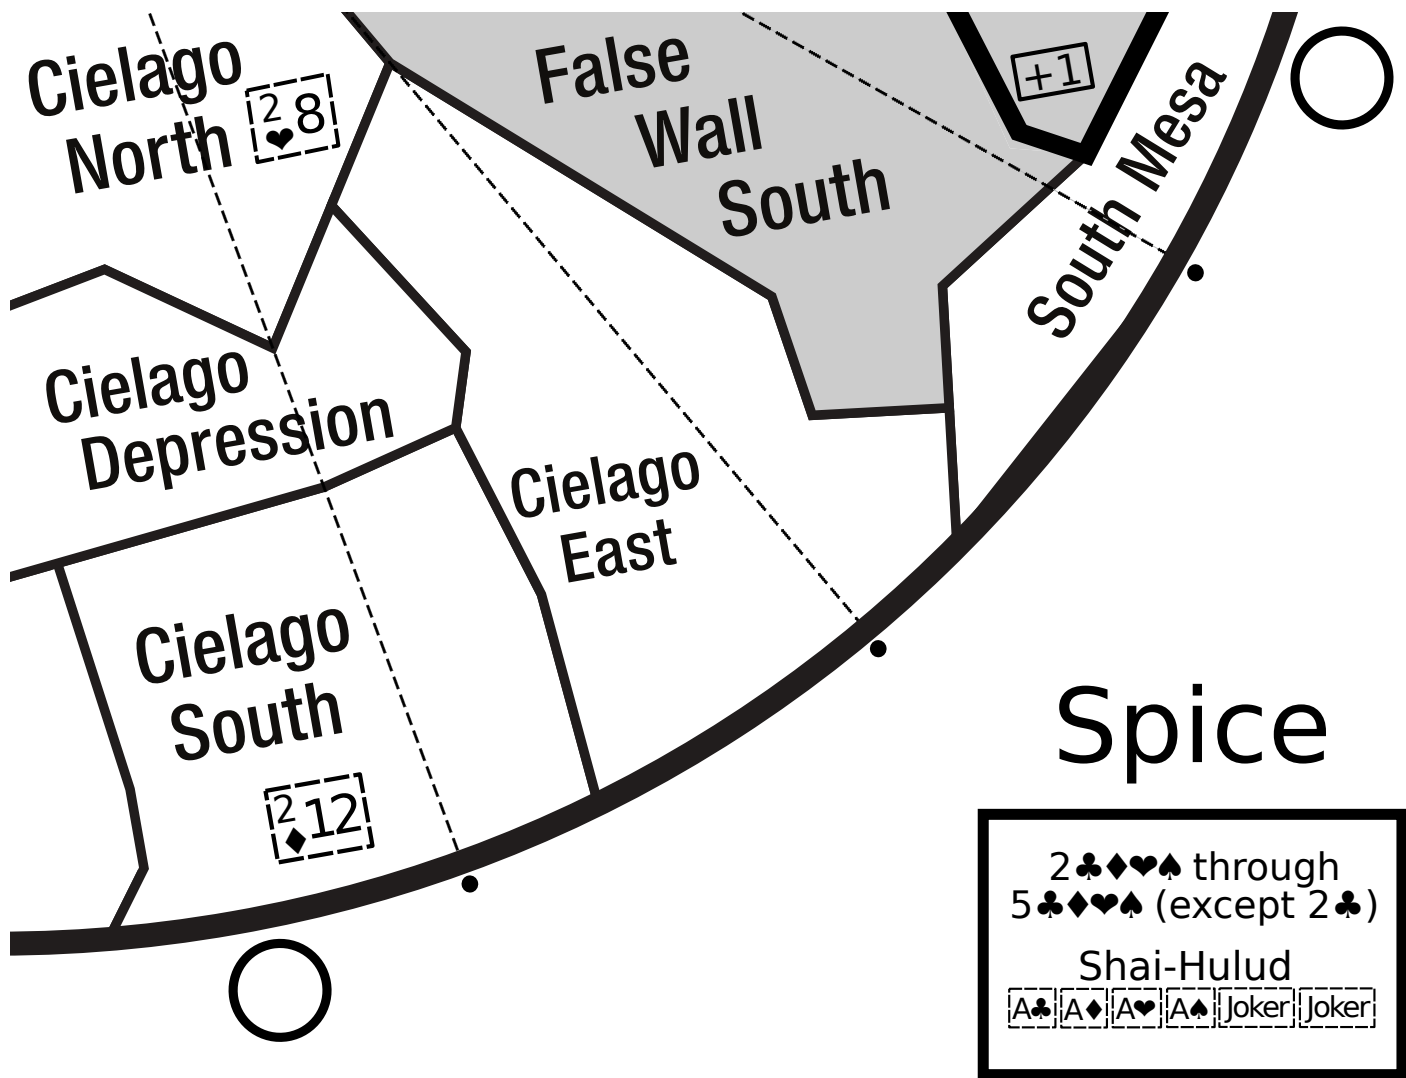 Cielago
North
2 8
♥
False
Wall
South
+1
South Mesa
Cielago
Depression
Cielago
East
Cielago
South
2 12
♦
Spice
2♣♦♥♠ through
5♣♦♥♠ (except 2♣)
Shai-Hulud
A♣ A♦ A♥ A♠ Joker Joker